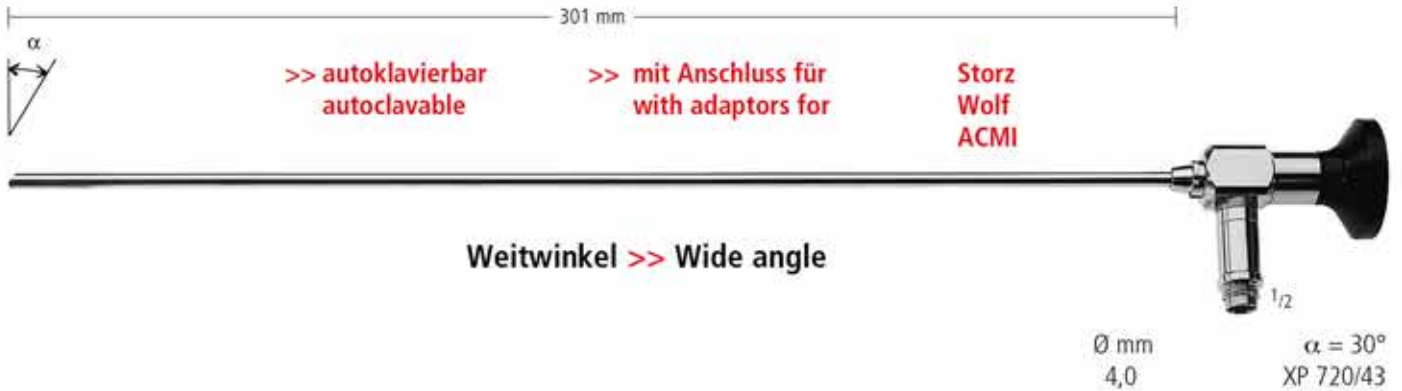 301 mm
α
>> autoklavierbar
autoclavable
>> mit Anschluss für
with adaptors for
Storz
Wolf
ACMI
Weitwinkel >> Wide angle
1/2
Ø mm
α = 30°
4,0
XP 720/43